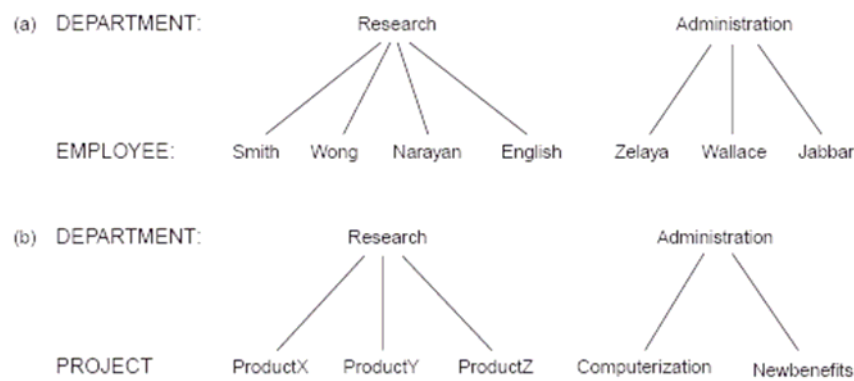 (a) DEPARTMENT: Research Administration
EMPLOYEE: Smith Wong Narayan English Zelaya Wallace Jabbar
(b) DEPARTMENT: Research Administration
PROJECT ProductX ProductY ProductZ Computerization Newbenefits